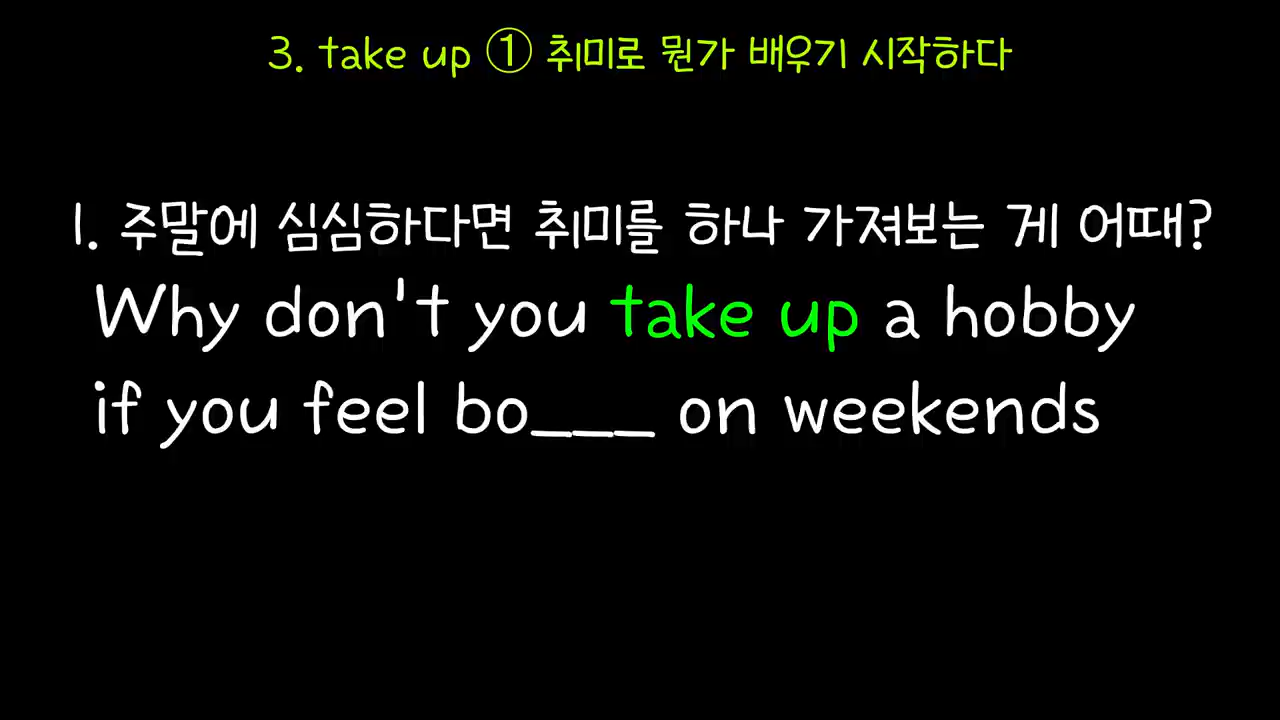 3. take up ① 취미로 뭔가 배우기 시작하다
1. 주말에 심심하다면 취미를 하나 가져보는 게 어때?
Why don't you take up a hobby
if you feel bo___ on weekends